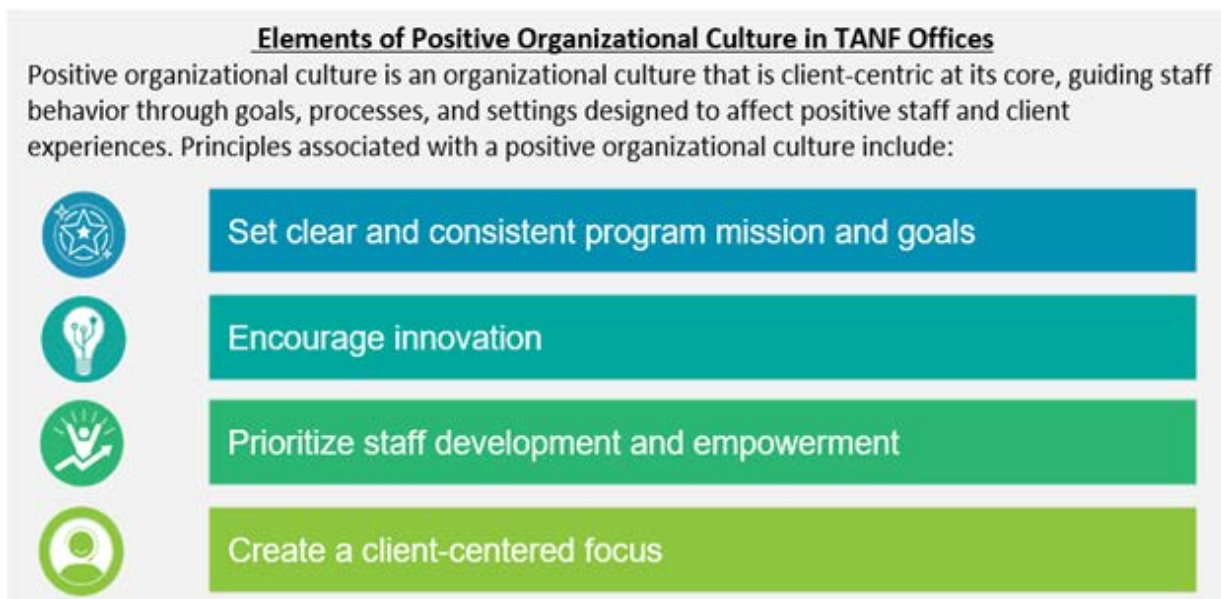 Elements of Positive Organizational Culture in TANF Offices
Positive organizational culture is an organizational culture that is client-centric at its core, guiding staff
behavior through goals, processes, and settings designed to affect positive staff and client
experiences. Principles associated with a positive organizational culture include:
Set clear and consistent program mission and goals
Encourage innovation
Prioritize staff development and empowerment
Create a client-centered focus